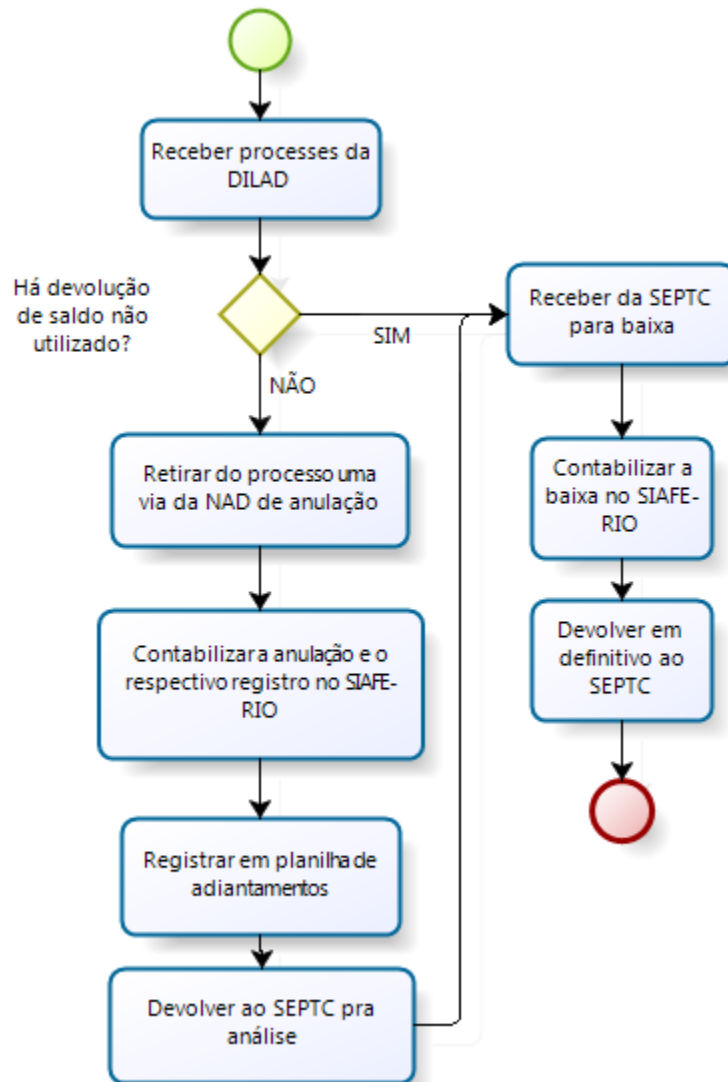 Receber processes da
DILAD
Há devolução
de saldo não
utilizado?
SIM
NÃO
Receber da SEPTC
para baixa
Retirar do processo uma
via da NAD de anulação
Contabilizar a
baixa no SIAFE-
RIO
Contabilizar a anulação e o
respectivo registro no SIAFE-
RIO
Devolver em
definitivo ao
SEPTC
Registrar em planilha de
adiantamentos
Devolver ao SEPTC pra
análise